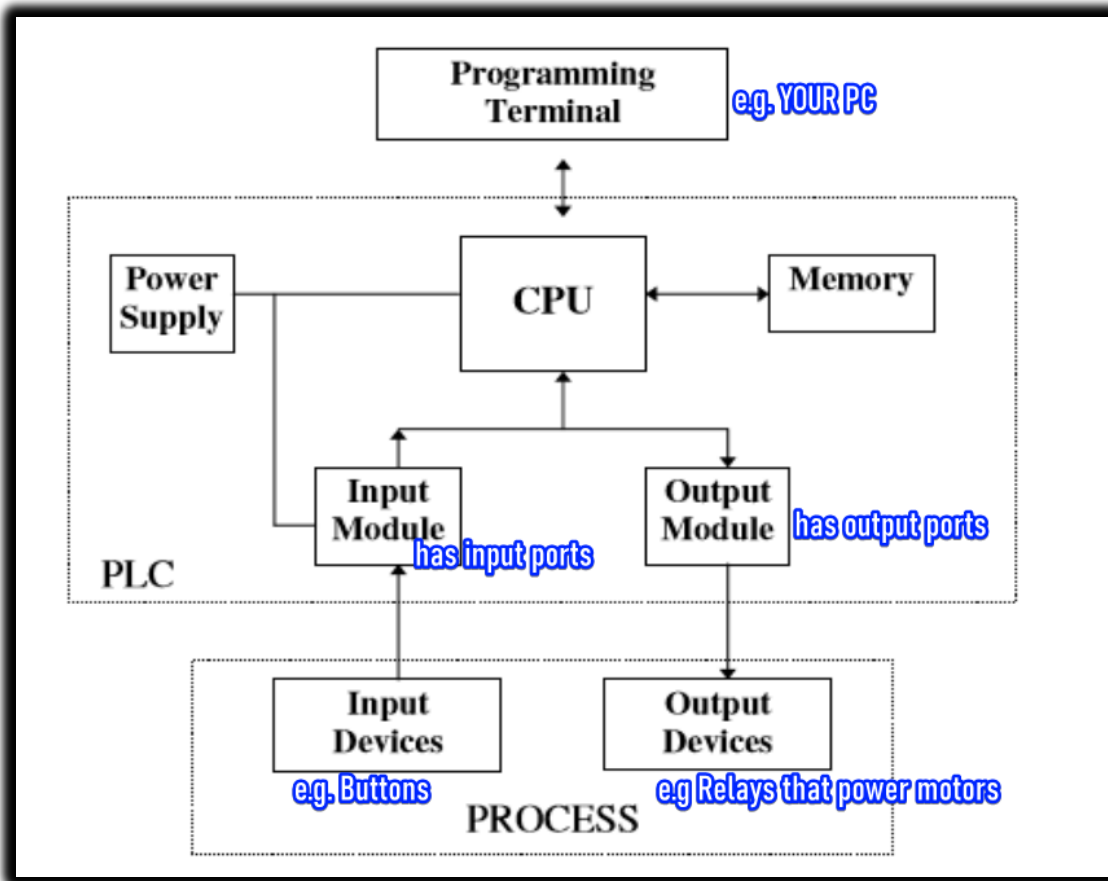 Programming
Terminal
e.g. YOUR PC
Power
Supply
CPU
Memory
Input
Module
has input ports
Output
Module
has output ports
PLC
Input
Devices
e.g. Buttons
Output
Devices
e.g Relays that power motors
PROCESS